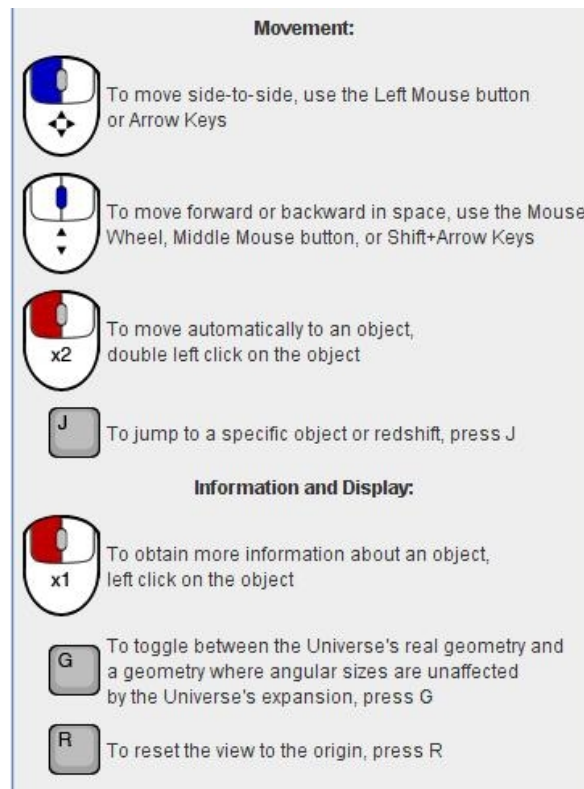 Movement:
To move side-to-side, use the Left Mouse button
or Arrow Keys
To move forward or backward in space, use the Mouse
Wheel, Middle Mouse button, or Shift+Arrow Keys
x2
To move automatically to an object,
double left click on the object
J
To jump to a specific object or redshift, press J
Information and Display:
x1
To obtain more information about an object,
left click on the object
G
To toggle between the Universe's real geometry and
a geometry where angular sizes are unaffected
by the Universe's expansion, press G
R
To reset the view to the origin, press R